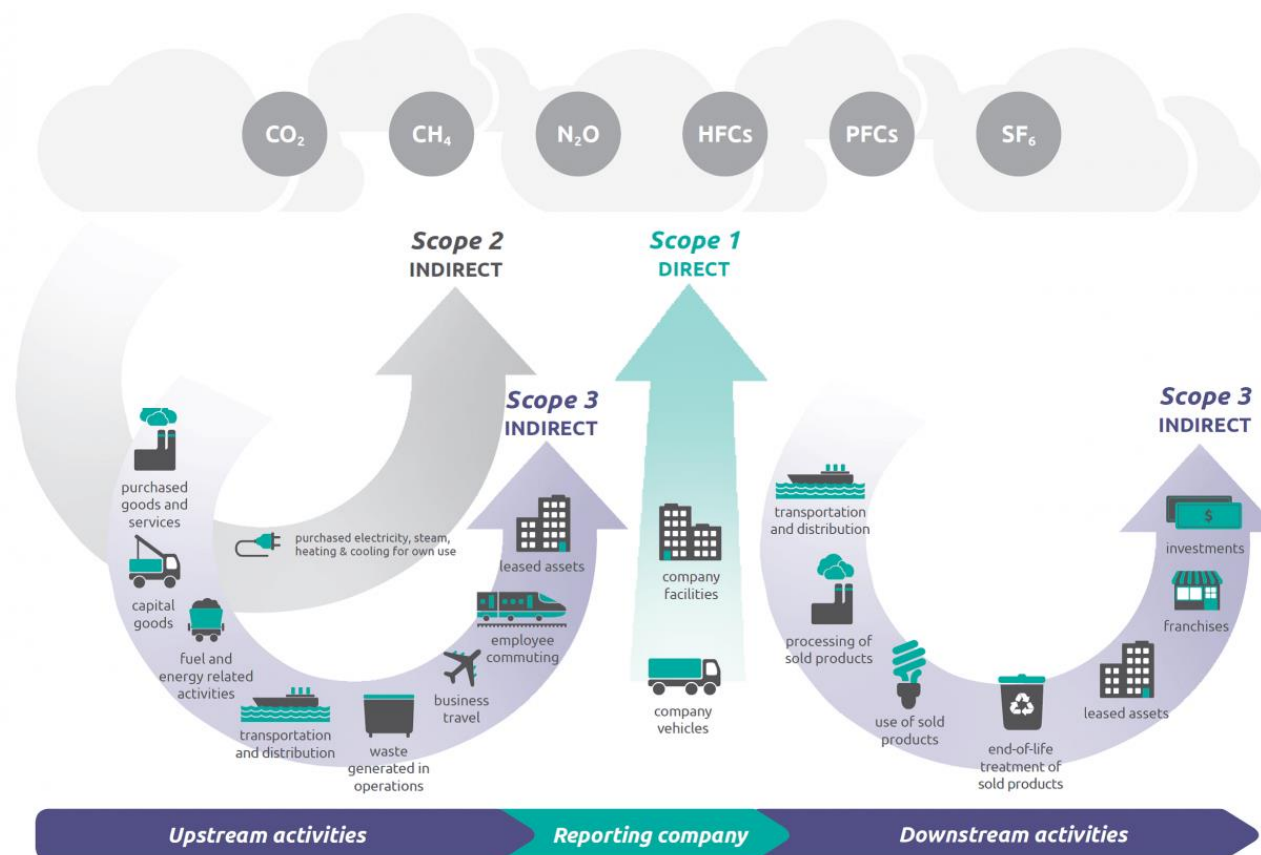 CO₂
CH₄
N₂O
HFCs
PFCs
SF₆
Scope 2
INDIRECT
Scope 1
DIRECT
Scope 3
INDIRECT
Scope 3
INDIRECT
purchased
goods and
services
capital
goods
fuel and
energy related
activities
transportation
and distribution
waste
generated in
operations
business
travel
employee
commuting
leased assets
purchased electricity, steam,
heating & cooling for own use
company
facilities
company
vehicles
transportation
and distribution
processing of
sold products
use of sold
products
end-of-life
treatment of
sold products
leased assets
franchises
$
investments
Upstream activities
Reporting company
Downstream activities